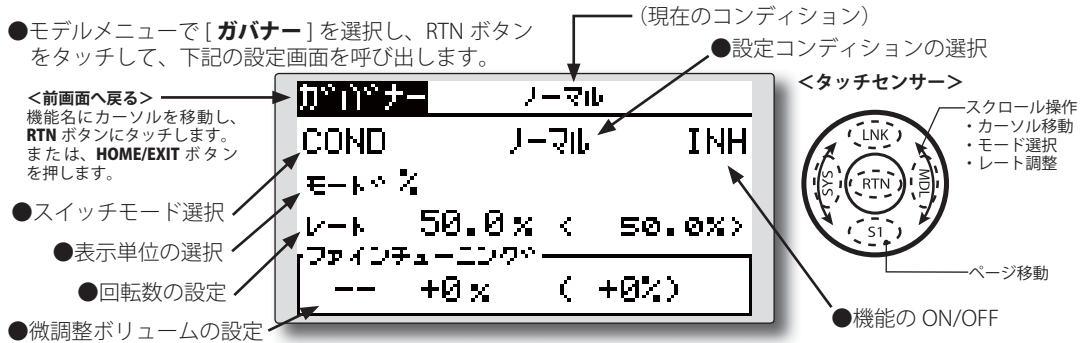 ●モデルメニューで [ ガバナー ] を選択し、RTN ボタン
をタッチして、下記の設定画面を呼び出します。
(現在のコンディション)
●設定コンディションの選択
<前画面へ戻る>
機能名にカーソルを移動し、
RTN ボタンにタッチします。
または、HOME/EXIT ボタン
を押します。
ガバナー ノーマル
COND ノーマル INH
モード %
レート 50.0% < 50.0%>
ファインチューニング
-- +0% ( +0%)
●スイッチモード選択
●表示単位の選択
●回転数の設定
●微調整ボリュームの設定
●機能の ON/OFF
<タッチセンサー>
LNK
SYS
RTN
MDL
S1
スクロール操作
・カーソル移動
・モード選択
・レート調整
ページ移動